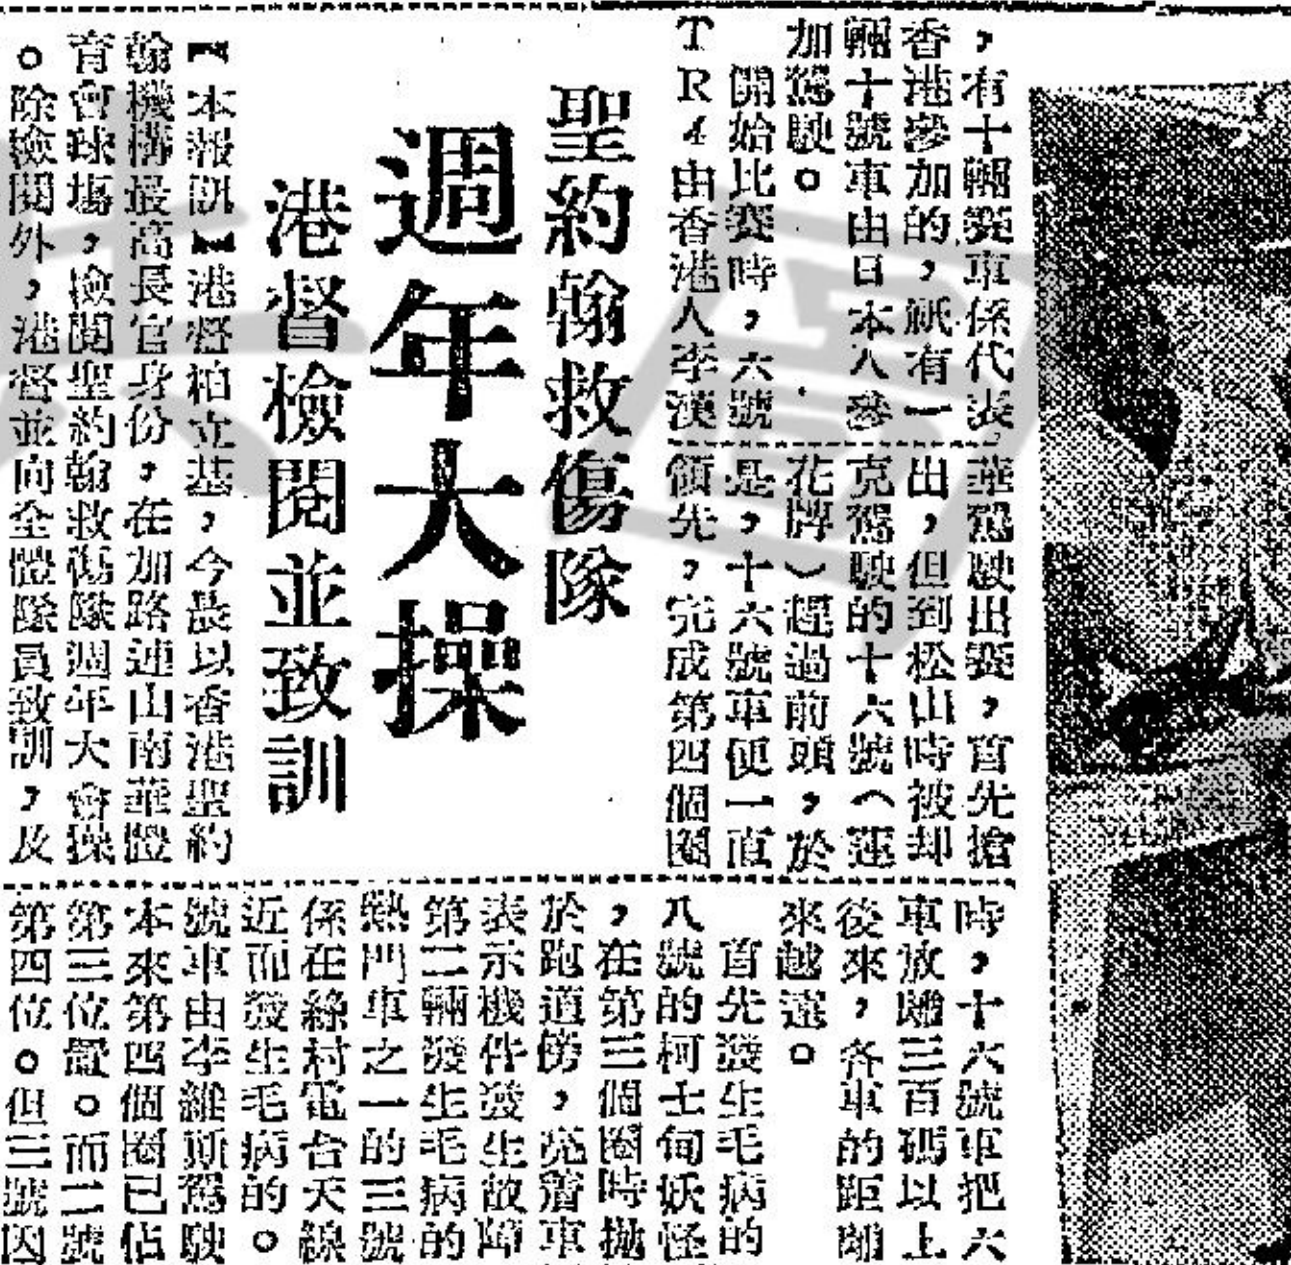 ，有十輛賽車係代表
香港參加的，祇有一
輛十號車由日本人參
加駕駛。
開始比賽時，六號
TR4由香港人李漢
華駕駛出賽，首先搶
出，但到松山時被却
克駕駛的十六號（運
花牌）趕過前頭，於
是，十六號車便一直
領先，完成第四個圈
時，十六號車把六
車放離三百碼以上
後來，各車的距離
來越遠。
首先發生毛病的
八號的柯士甸妖怪
，在第三個圈時拋
於跑道傍，亮着車
表示機件發生故障
第二輛發生毛病的
熱門車之一的三號
係在綠村電台天線
近而發生毛病的。
號車由李維斯駕駛
本來第四個圈已佔
第三位置。而二號
第四位。但三號因
聖約翰救傷隊
週年大操
港督檢閱並致訓
【本報訊】港督柏立基，今晨以香港聖約
翰機構最高長官身份，在加路連山南華體
育會球場，檢閱聖約翰救傷隊週年大會操
。除檢閱外，港督並向全體隊員致訓，及